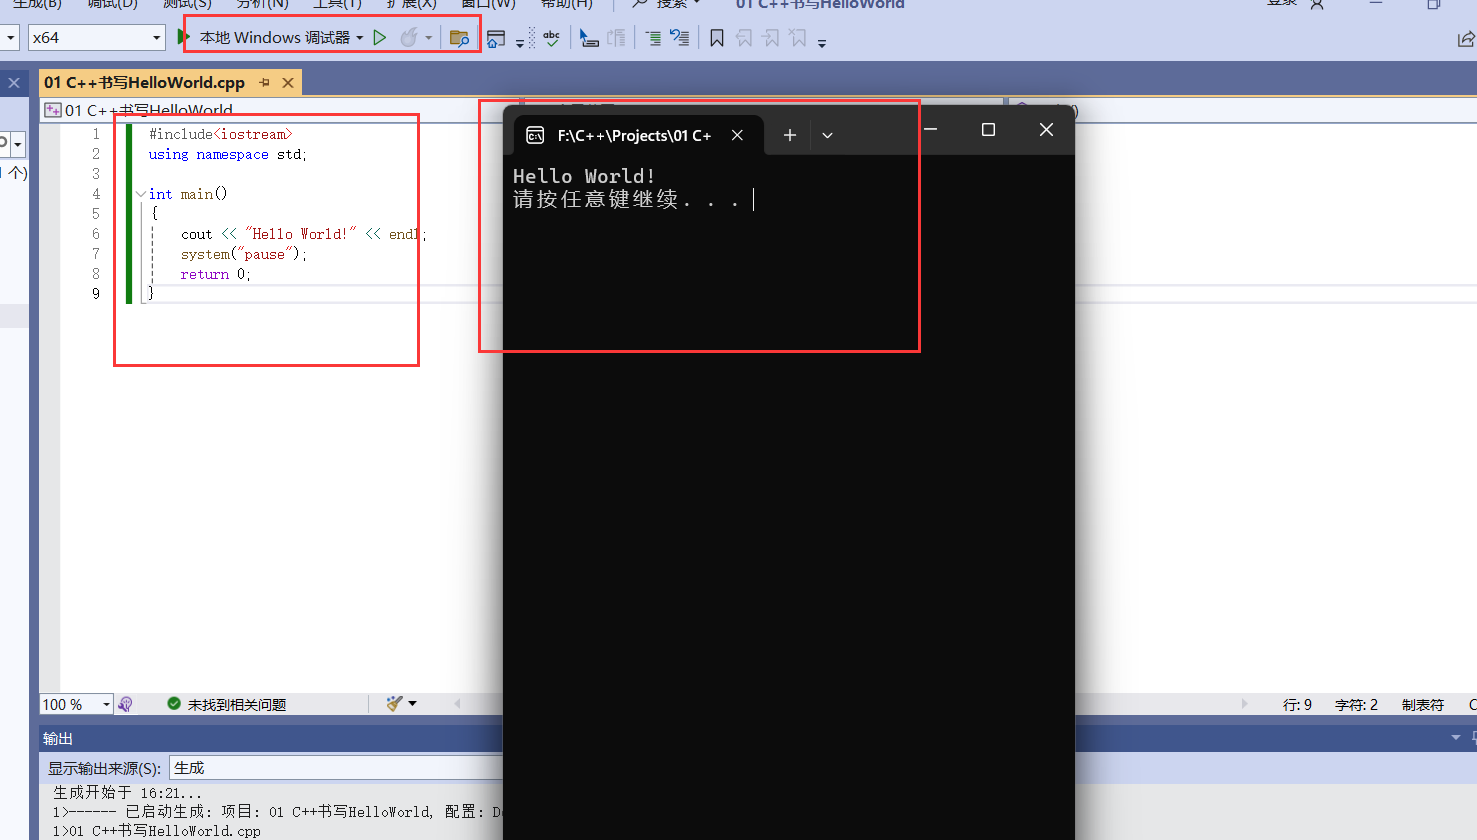 生成(B) 调试(D) 测试(S) 分析(N) 工具(T) 扩展(X) 窗口(W) 帮助(H) 搜索 01 C++书写HelloWorld 登录
x64 本地 Windows 调试器 abc
01 C++书写HelloWorld.cpp
01 C++书写HelloWorld
个)
1 #include<iostream>
2 using namespace std;
3
4 int main()
5 {
6 cout << "Hello World!" << endl;
7 system("pause");
8 return 0;
9 }
F:\C++\Projects\01 C+
Hello World!
请按任意键继续. . .
100 % 未找到相关问题 行: 9 字符: 2 制表符
输出
显示输出来源(S): 生成
生成开始于 16:21...
1>------ 已启动生成: 项目: 01 C++书写HelloWorld, 配置: D
1>01 C++书写HelloWorld.cpp